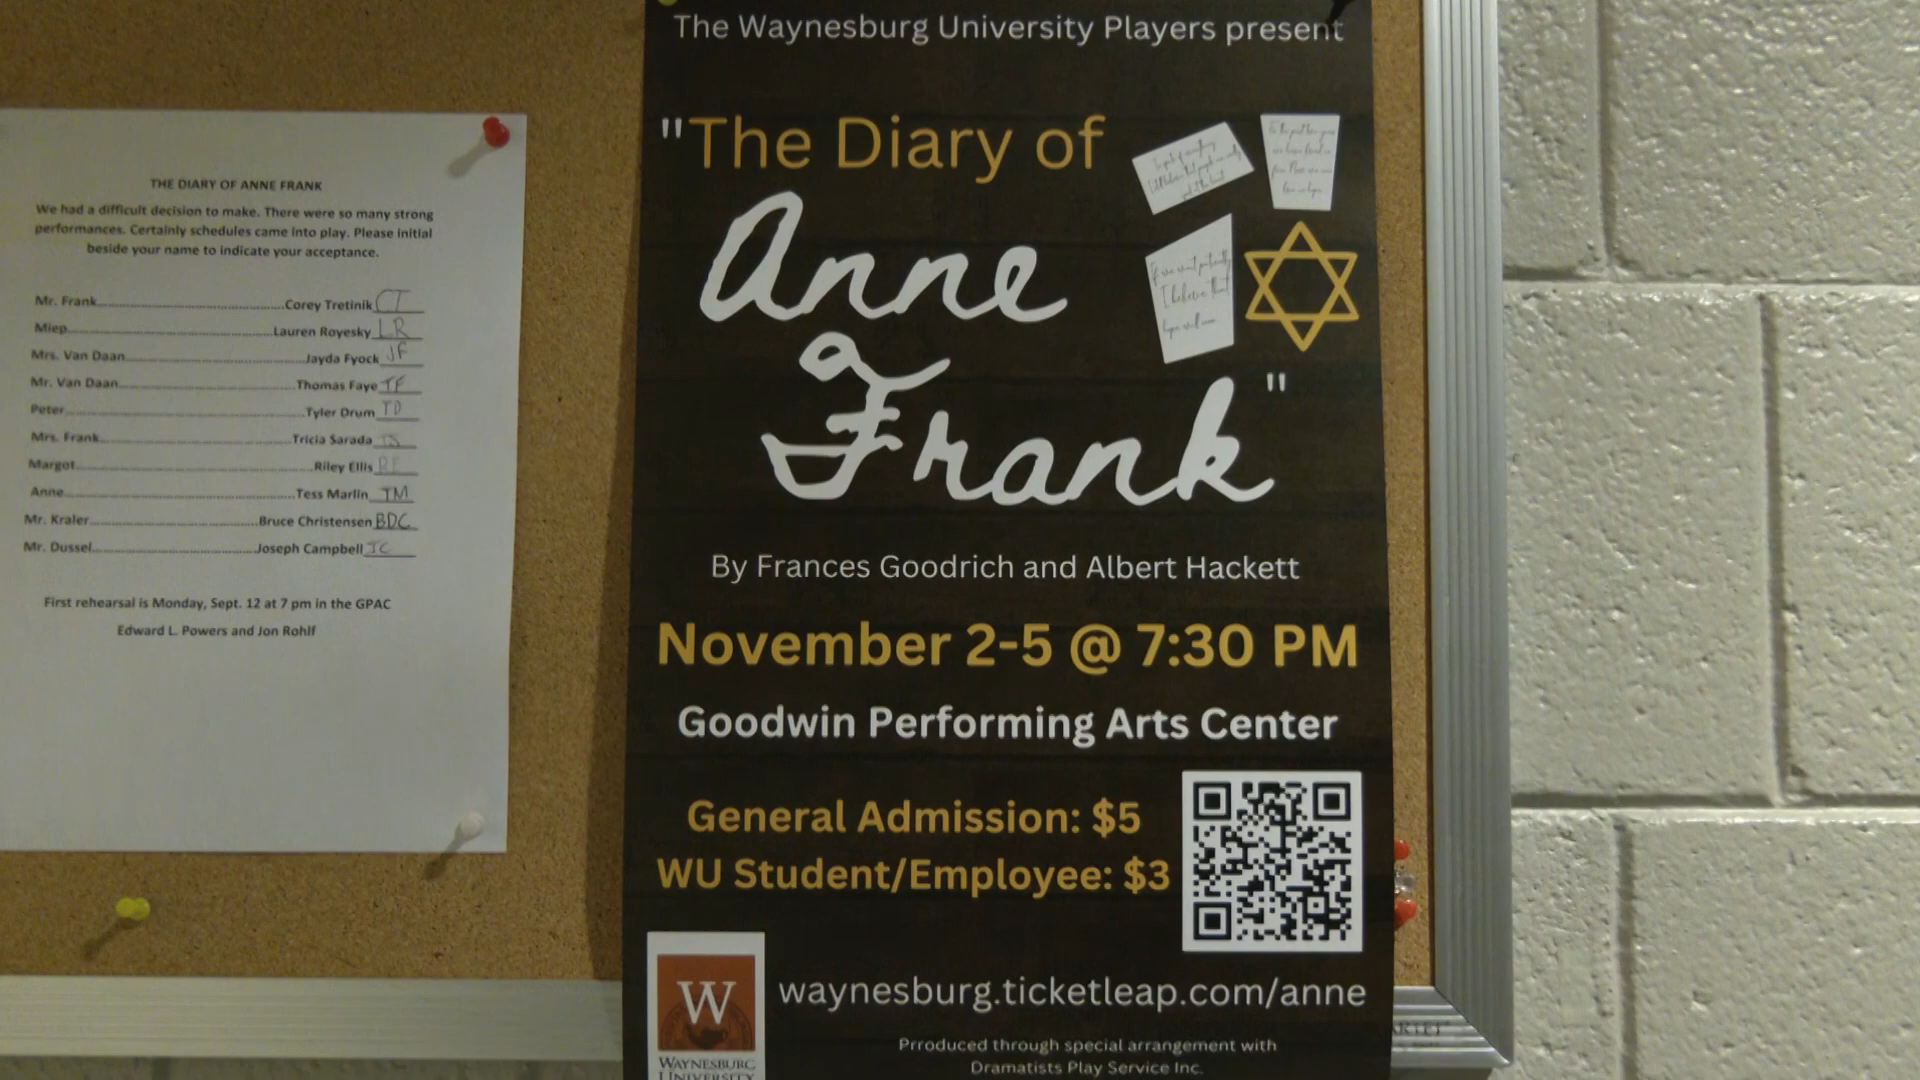 THE DIARY OF ANNE FRANK
We had a difficult decision to make. There were so many strong
performances. Certainly schedules came into play. Please initial
beside your name to indicate your acceptance.
Mr. Frank Corey Tretinik CT
Miep Lauren Royesky LR
Mrs. Van Daan Jayda Fyock JF
Mr. Van Daan Thomas Faye TF
Peter Tyler Drum TD
Mrs. Frank Tricia Sarada TS
Margot Riley Ellis RE
Anne Tess Marlin TM
Mr. Kraler Bruce Christensen BDC
Mr. Dussel Joseph Campbell JC
First rehearsal is Monday, Sept. 12 at 7 pm in the GPAC
Edward L. Powers and Jon Rohlf
The Waynesburg University Players present
"The Diary of
Anne
Frank"
By Frances Goodrich and Albert Hackett
November 2-5 @ 7:30 PM
Goodwin Performing Arts Center
General Admission: $5
WU Student/Employee: $3
W
WAYNESBURG
UNIVERSITY
waynesburg.ticketleap.com/anne
Prroduced through special arrangement with
Dramatists Play Service Inc.